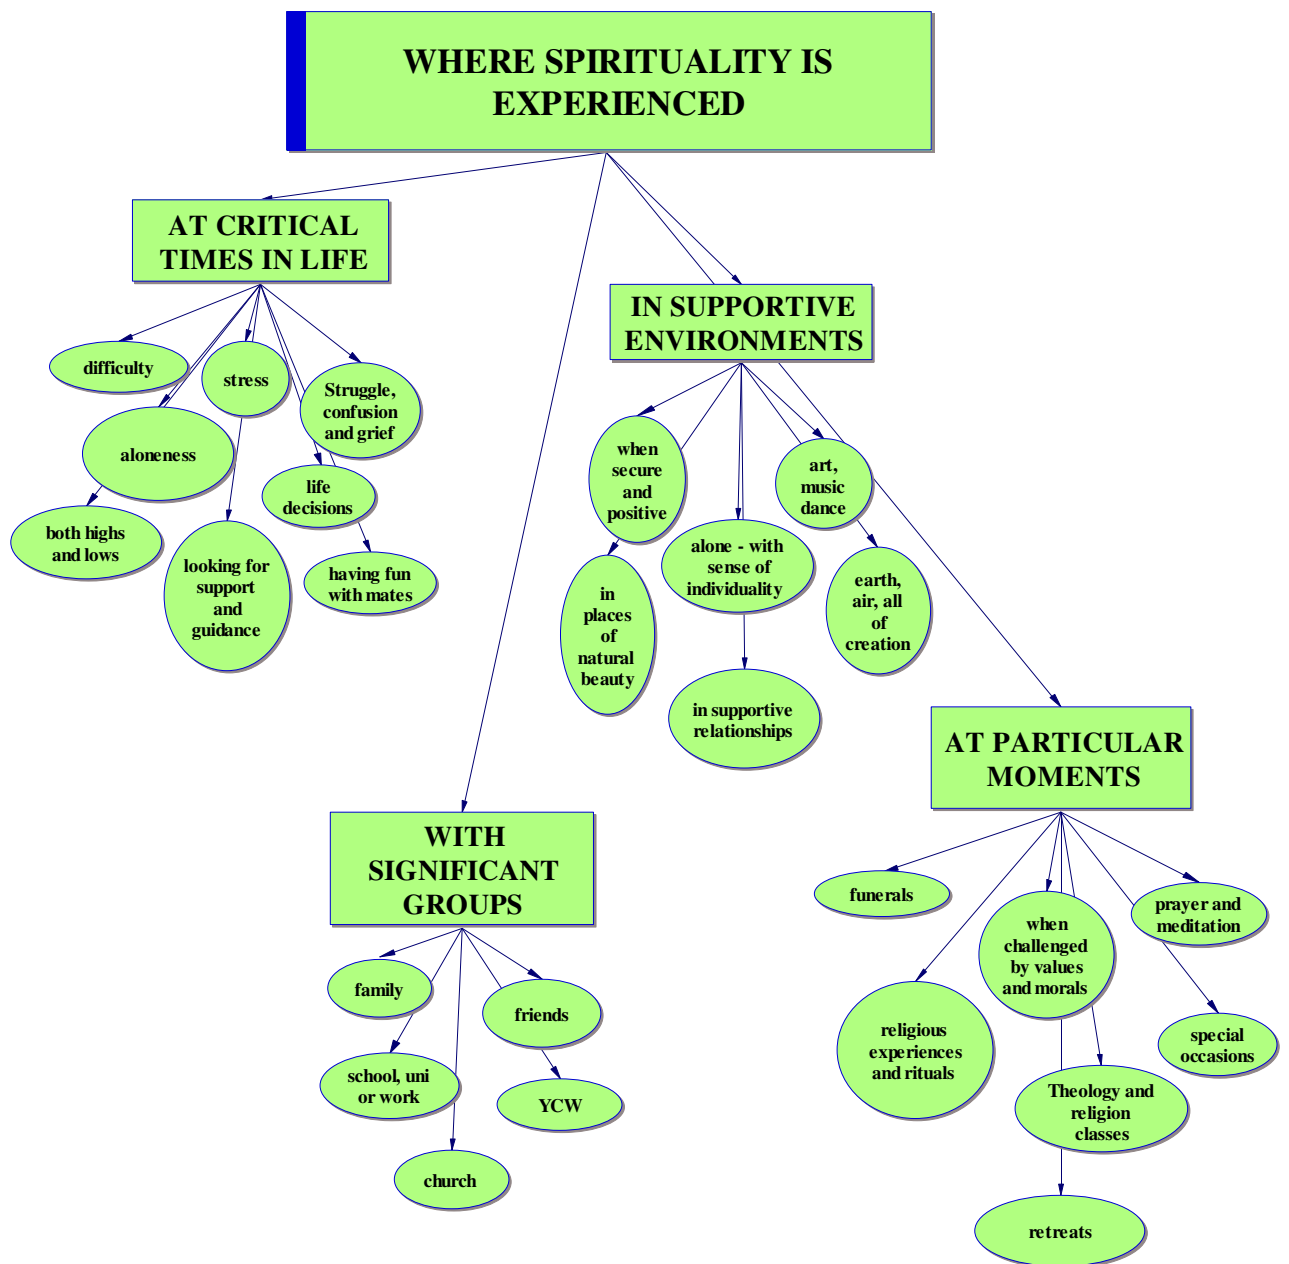 WHERE SPIRITUALITY IS
EXPERIENCED
AT CRITICAL
TIMES IN LIFE
difficulty
stress
Struggle,
confusion
and grief
aloneness
life
decisions
both highs
and lows
looking for
support
and
guidance
having fun
with mates
IN SUPPORTIVE
ENVIRONMENTS
when
secure
and
positive
art,
music
dance
alone - with
sense of
individuality
in
places
of
natural
beauty
earth,
air, all
of
creation
in supportive
relationships
WITH
SIGNIFICANT
GROUPS
family
friends
school, uni
or work
YCW
church
AT PARTICULAR
MOMENTS
funerals
when
challenged
by values
and morals
prayer and
meditation
religious
experiences
and rituals
special
occasions
Theology and
religion
classes
retreats